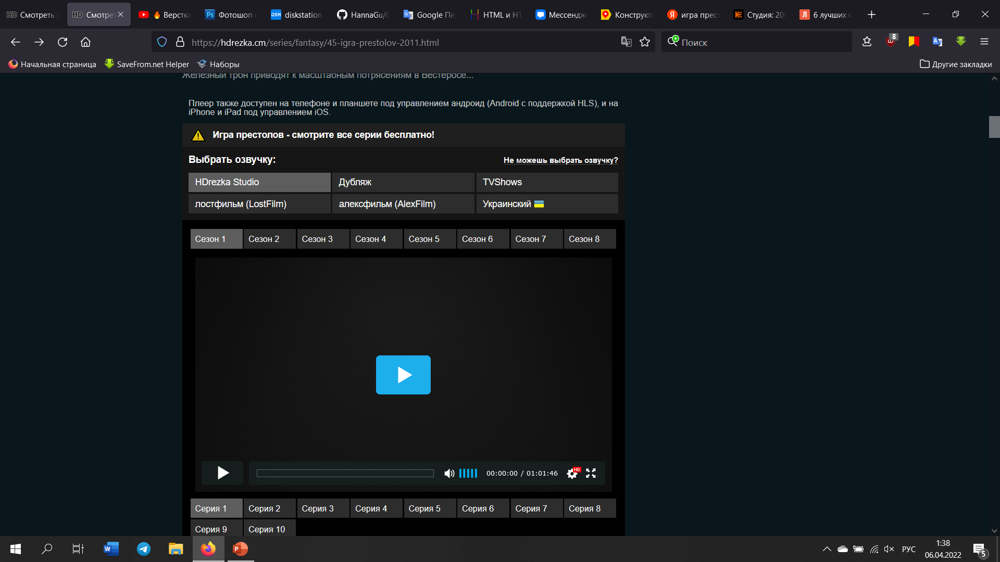 Смотреть
Смотрет
Верстка
Фотошоп
diskstation.
HannaGu/
Google Пе
HTML и HT
Мессендж
Конструкт
игра прест
Студия: 20
6 лучших
https://hdrezka.cm/series/fantasy/45-igra-prestolov-2011.html
Поиск
8
Начальная страница
SaveFrom.net Helper
Наборы
Другие закладки
Железный трон приводят к масштабным потрясениям в Вестеросе...
Плеер также доступен на телефоне и планшете под управлением андроид (Android с поддержкой HLS), и на
iPhone и iPad под управлением iOS.
Игра престолов - смотрите все серии бесплатно!
Выбрать озвучку:
Не можешь выбрать озвучку?
HDrezka Studio
Дубляж
TVShows
лостфильм (LostFilm)
алексфильм (AlexFilm)
Украинский
Сезон 1
Сезон 2
Сезон 3
Сезон 4
Сезон 5
Сезон 6
Сезон 7
Сезон 8
00:00:00 / 01:01:46
HD
Серия 1
Серия 2
Серия 3
Серия 4
Серия 5
Серия 6
Серия 7
Серия 8
Серия 9
Серия 10
РУС
1:38
06.04.2022
5